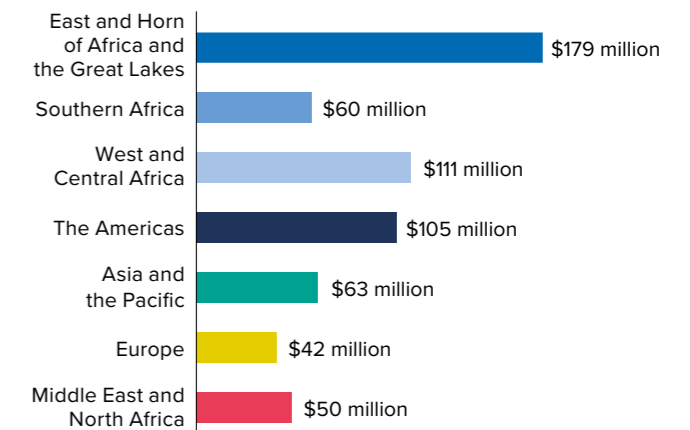 East and Horn
of Africa and
the Great Lakes
$179 million
Southern Africa
$60 million
West and
Central Africa
$111 million
The Americas
$105 million
Asia and
the Pacific
$63 million
Europe
$42 million
Middle East and
North Africa
$50 million